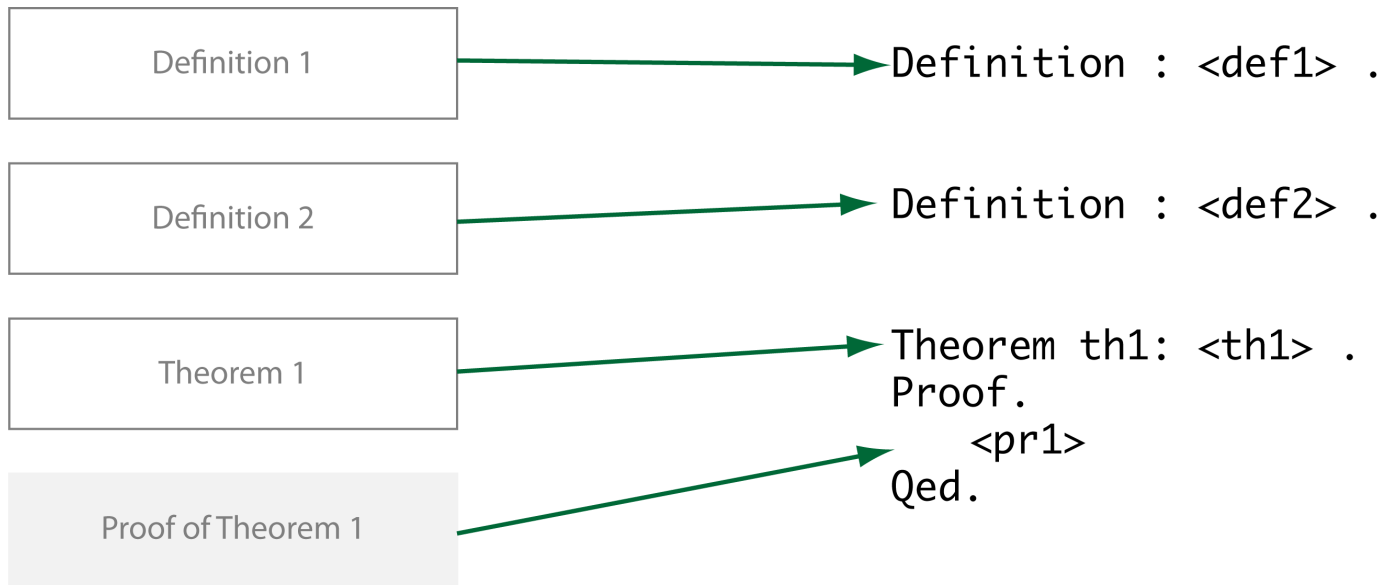 Definition 1
Definition : <def1> .
Definition 2
Definition : <def2> .
Theorem 1
Theorem th1: <th1> .
Proof.
<pr1>
Qed.
Proof of Theorem 1